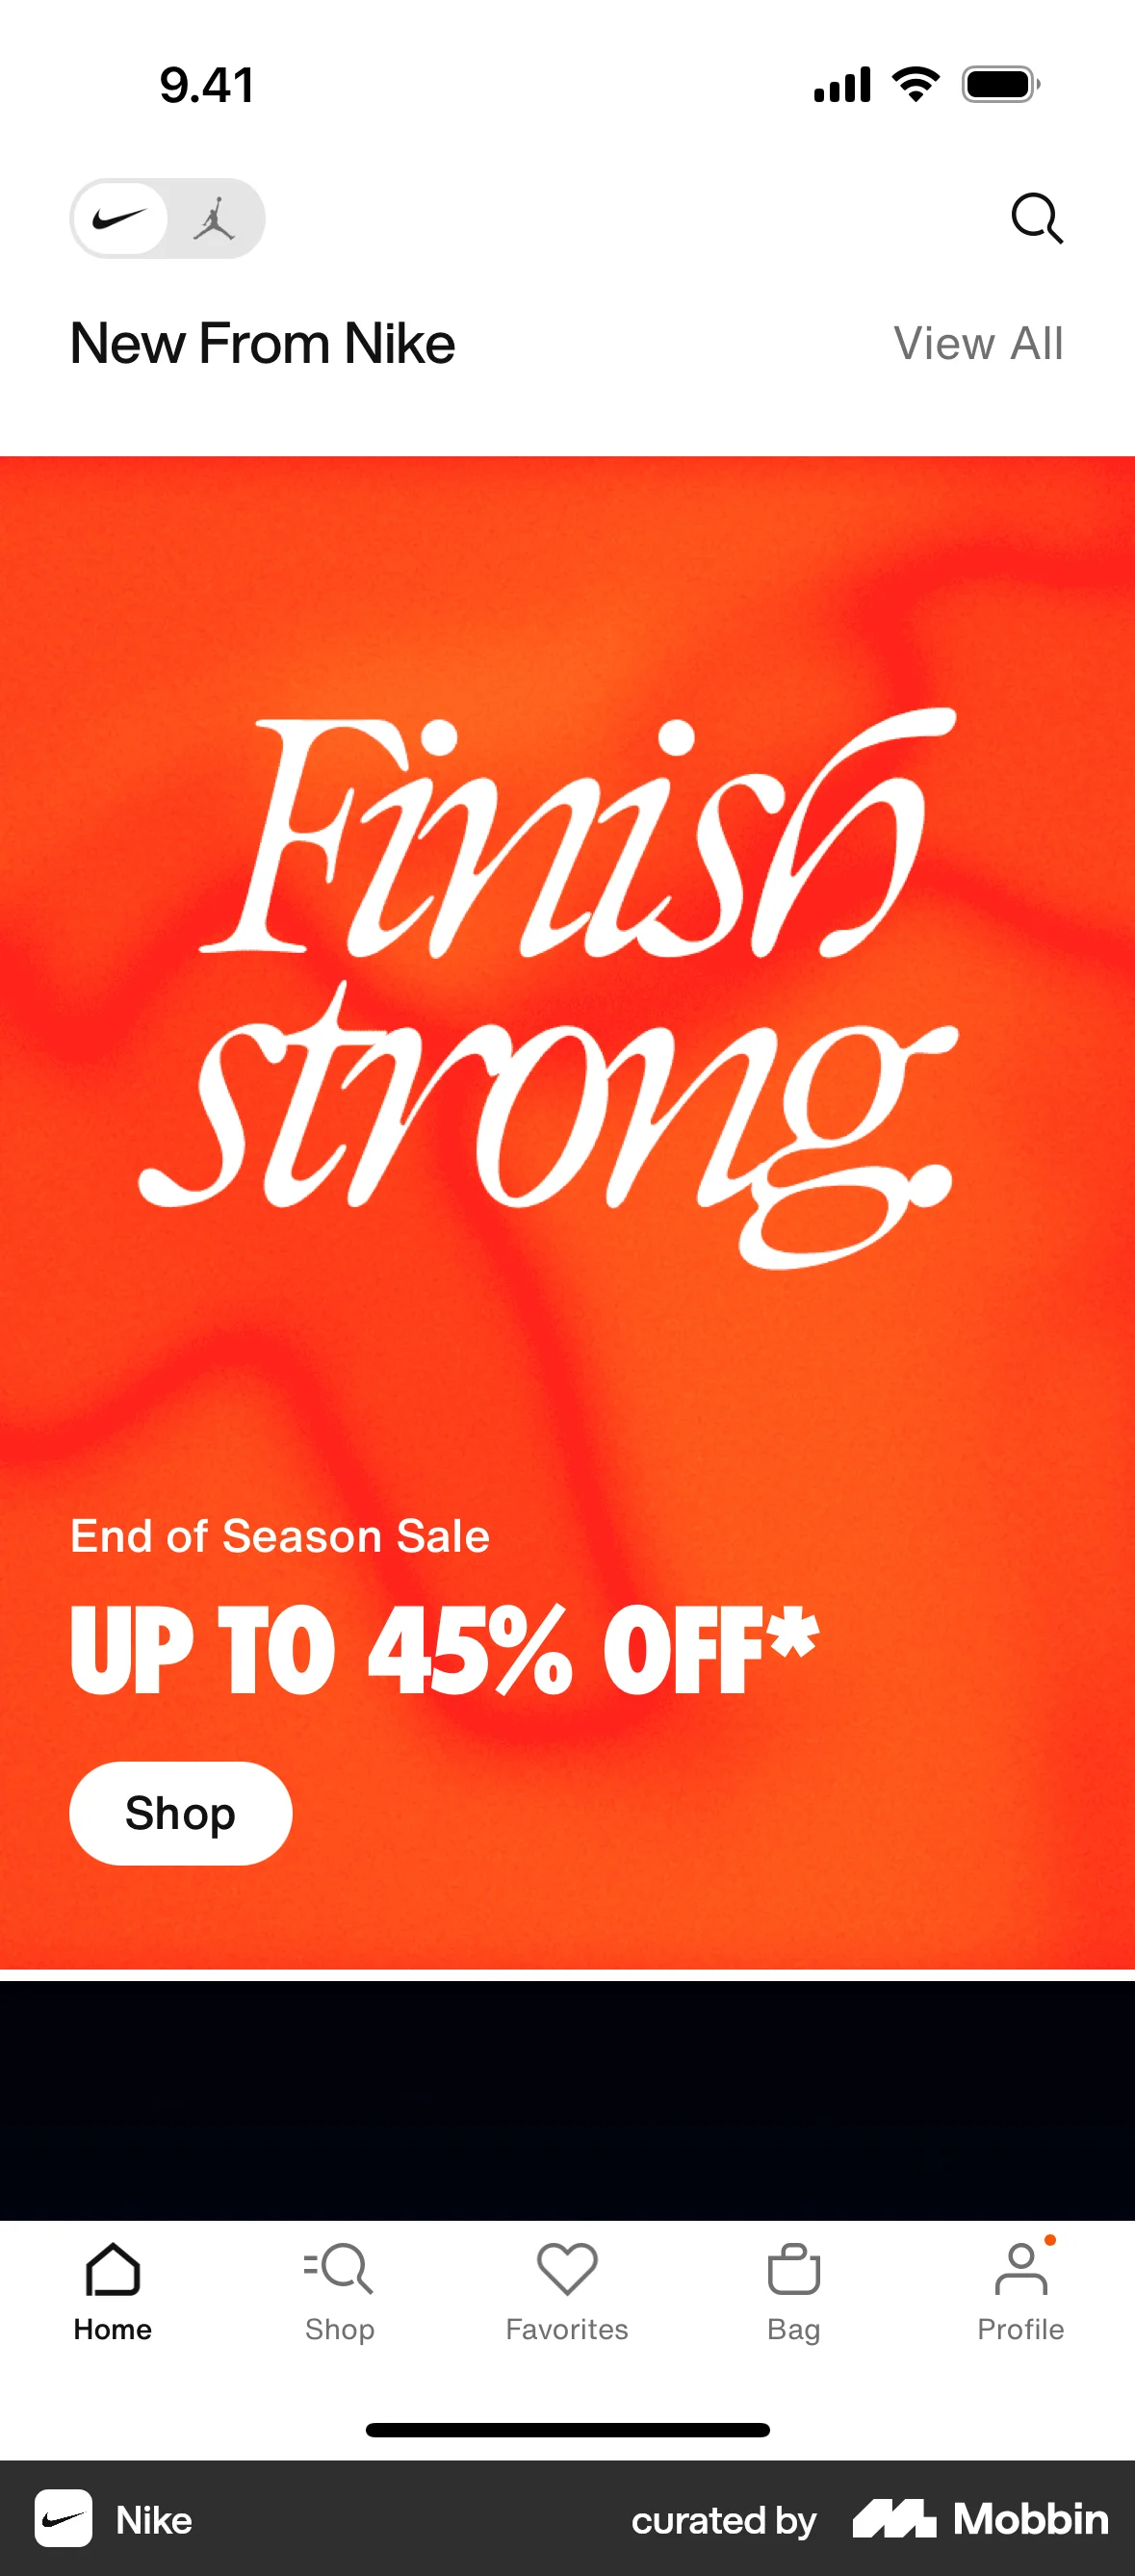 9.41
New From Nike
View All
Finish
strong
End of Season Sale
UP TO 45% OFF*
Shop
Home
Shop
Favorites
Bag
Profile
Nike
curated by Mobbin